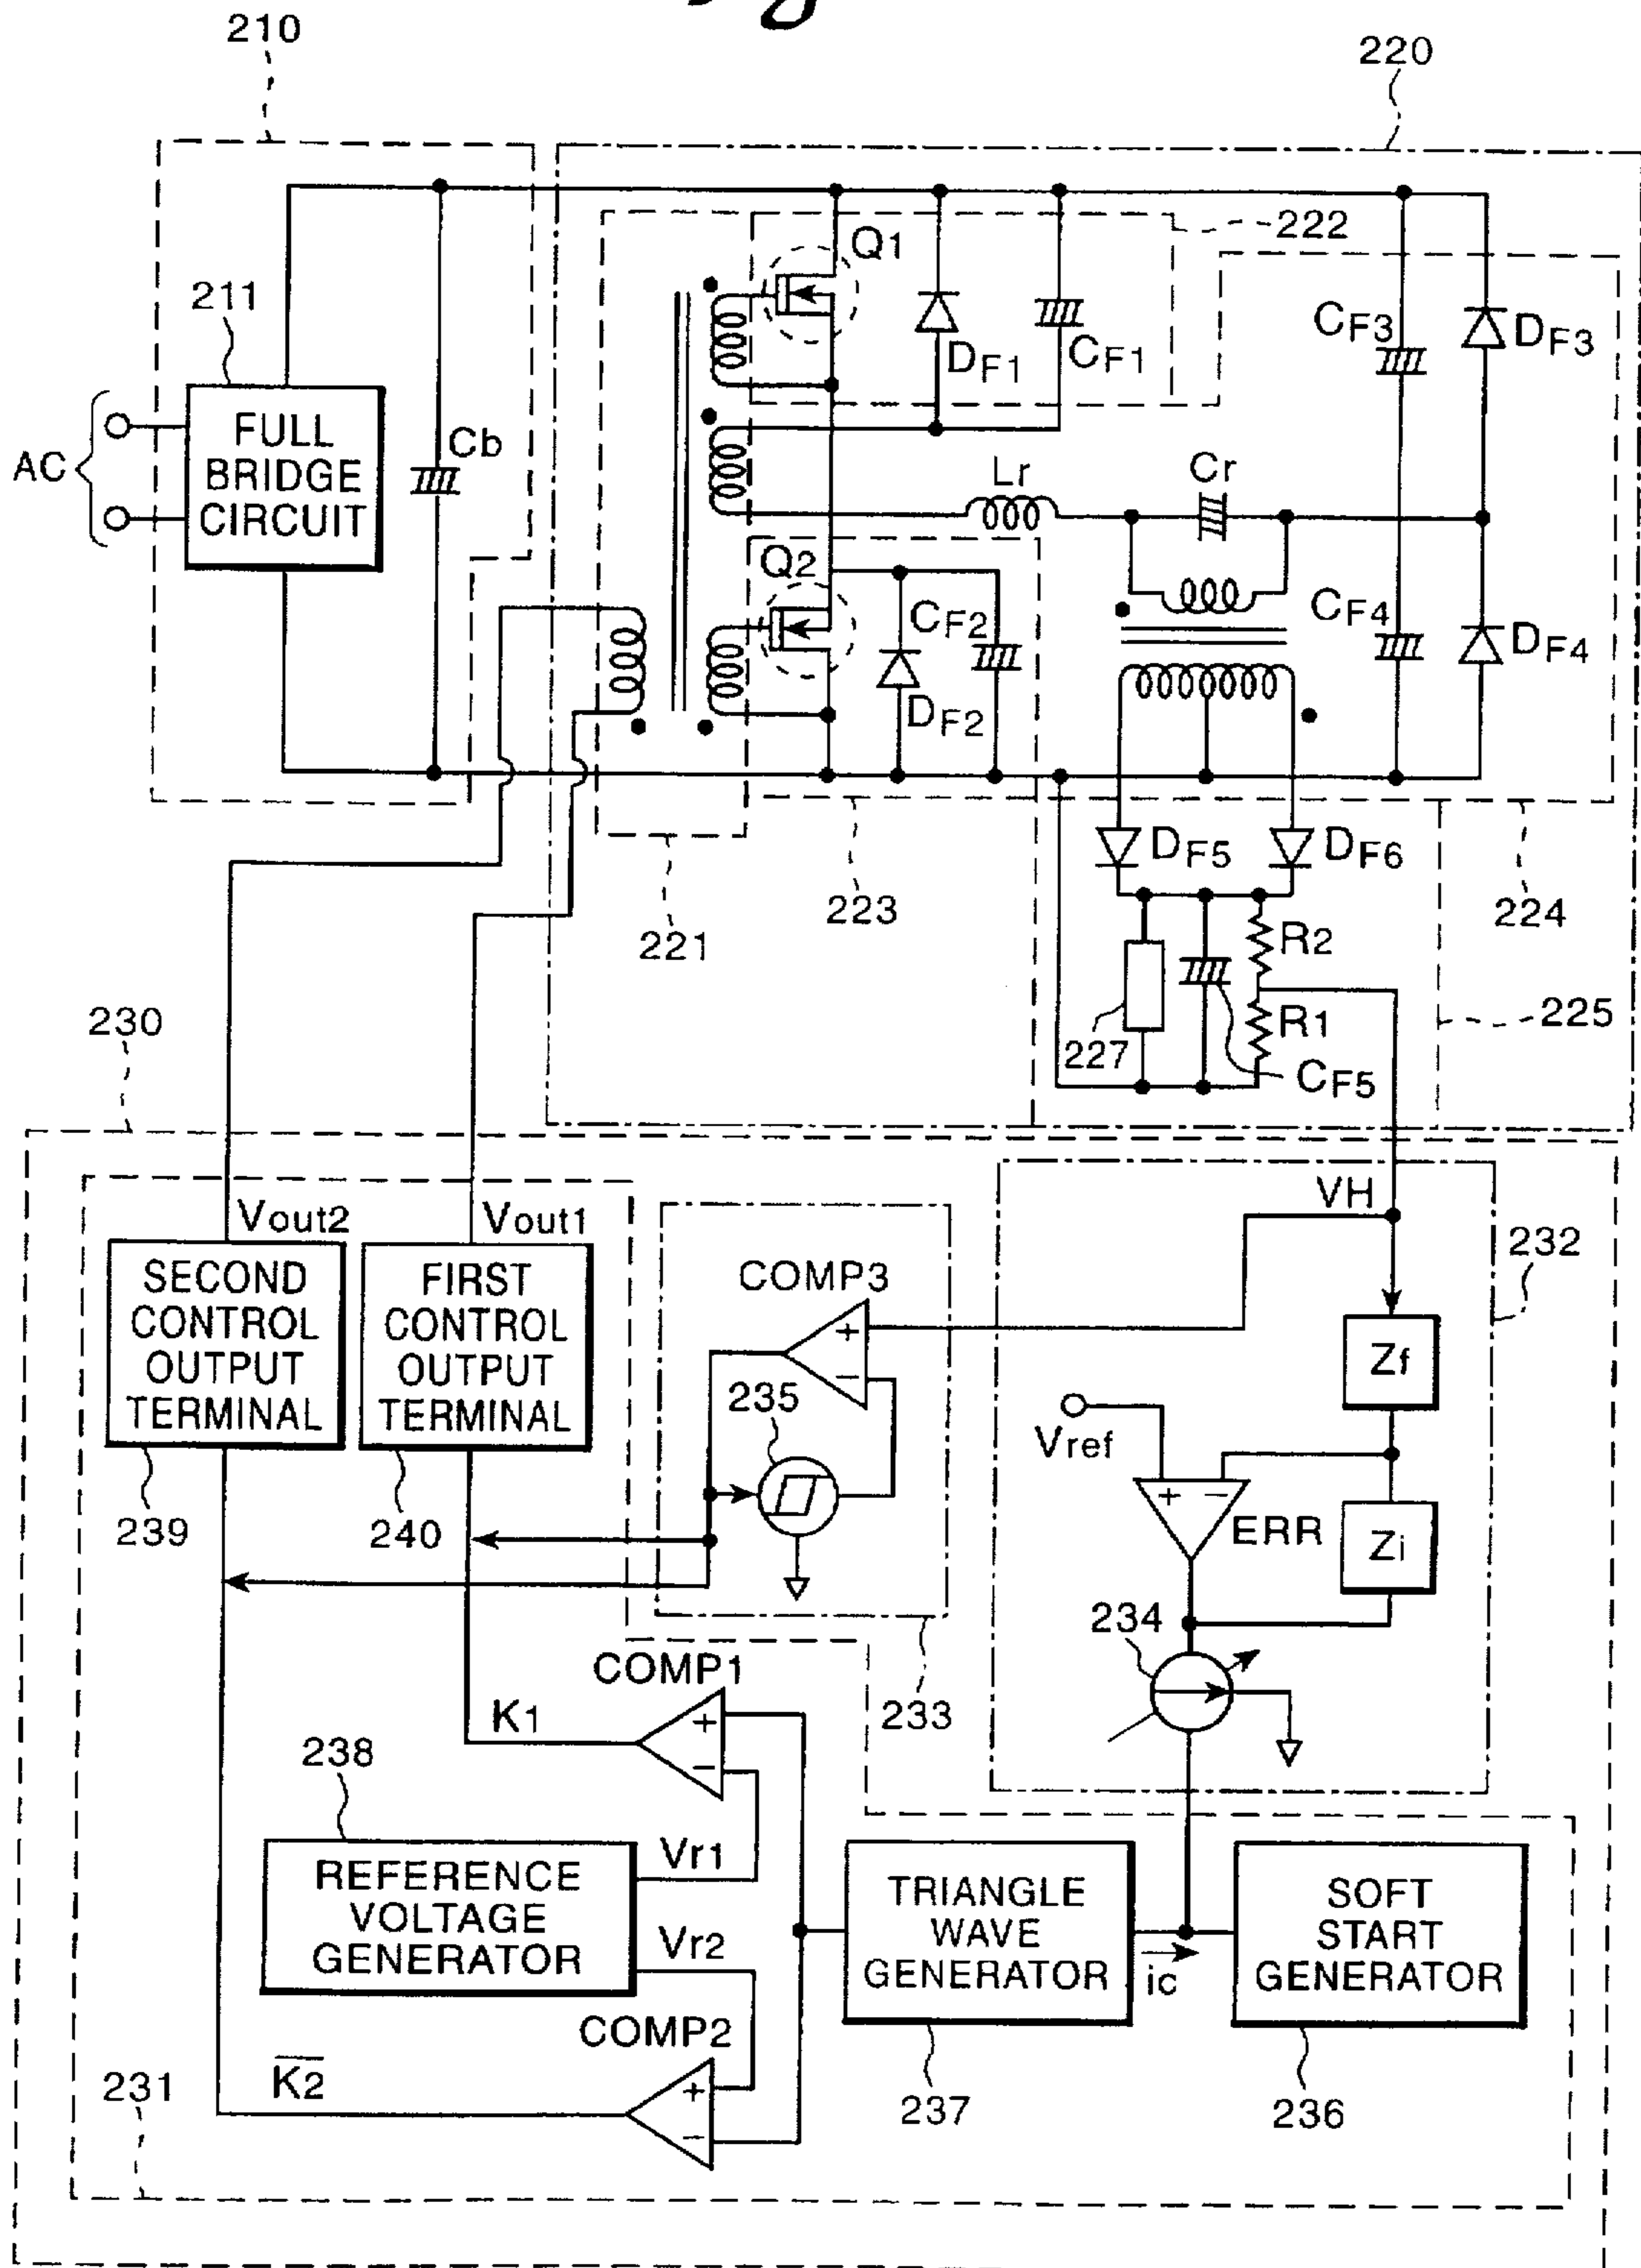 210
220
222
Q1
211
DF1
CF1
CF3
DF3
FULL
BRIDGE
CIRCUIT
AC
Cb
Lr
Cr
Q2
CF2
CF4
DF4
DF2
DF5
DF6
223
224
221
R2
230
227
R1
225
CF5
Vout2
Vout1
VH
232
SECOND
CONTROL
OUTPUT
TERMINAL
FIRST
CONTROL
OUTPUT
TERMINAL
COMP3
+
−
Zf
235
Vref
+ −
ERR
Zi
239
240
234
COMP1
K1
+
−
233
238
REFERENCE
VOLTAGE
GENERATOR
Vr1
Vr2
TRIANGLE
WAVE
GENERATOR
ic
SOFT
START
GENERATOR
COMP2
K̅2̅
+
−
231
237
236